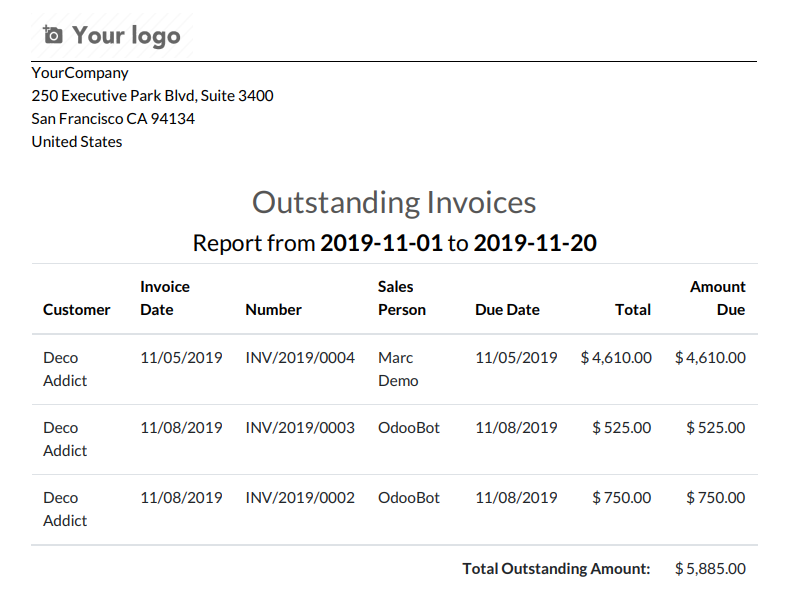 Your logo
YourCompany
250 Executive Park Blvd, Suite 3400
San Francisco CA 94134
United States
Outstanding Invoices
Report from 2019-11-01 to 2019-11-20
Customer Invoice Date Number Sales Person Due Date Total Amount Due
Deco Addict 11/05/2019 INV/2019/0004 Marc Demo 11/05/2019 $ 4,610.00 $ 4,610.00
Deco Addict 11/08/2019 INV/2019/0003 OdooBot 11/08/2019 $ 525.00 $ 525.00
Deco Addict 11/08/2019 INV/2019/0002 OdooBot 11/08/2019 $ 750.00 $ 750.00
Total Outstanding Amount: $ 5,885.00